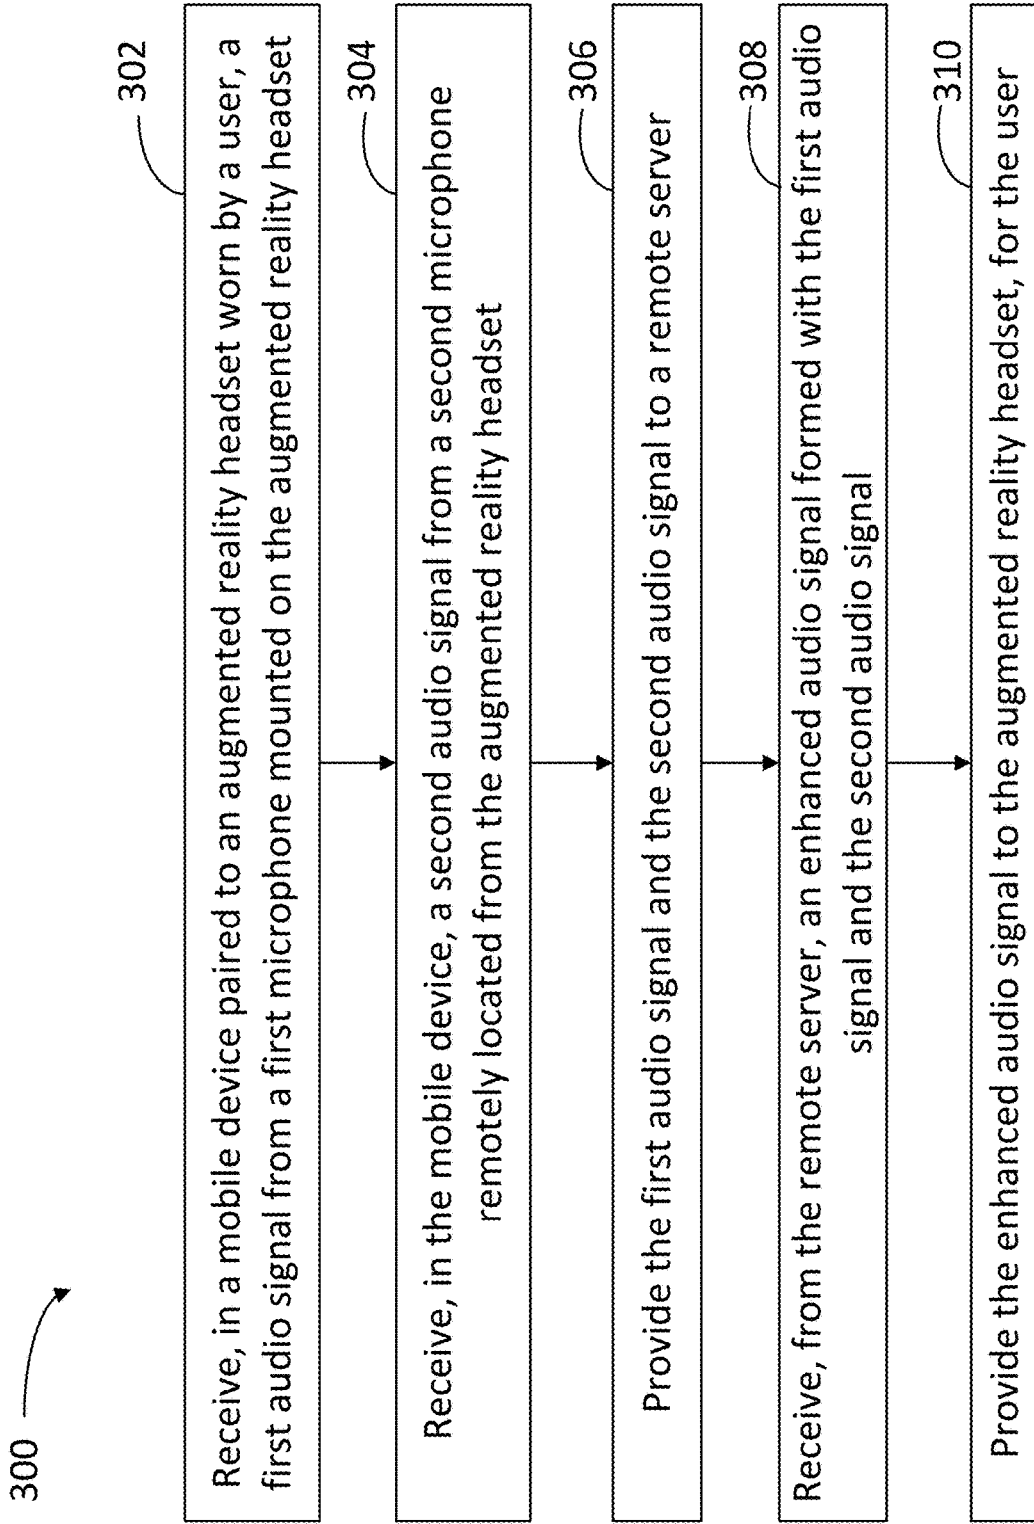 300
302
Receive, in a mobile device paired to an augmented reality headset worn by a user, a
first audio signal from a first microphone mounted on the augmented reality headset
304
Receive, in the mobile device, a second audio signal from a second microphone
remotely located from the augmented reality headset
306
Provide the first audio signal and the second audio signal to a remote server
308
Receive, from the remote server, an enhanced audio signal formed with the first audio
signal and the second audio signal
310
Provide the enhanced audio signal to the augmented reality headset, for the user